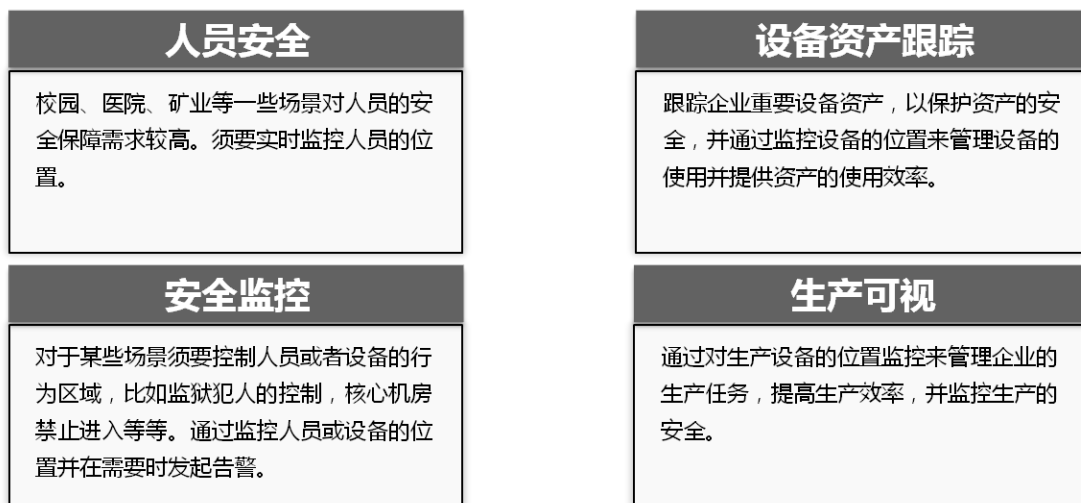 人员安全
校园、医院、矿业等一些场景对人员的安
全保障需求较高。须要实时监控人员的位
置。
设备资产跟踪
跟踪企业重要设备资产，以保护资产的安
全，并通过监控设备的位置来管理设备的
使用并提供资产的使用效率。
安全监控
对于某些场景须要控制人员或者设备的行
为区域，比如监狱犯人的控制，核心机房
禁止进入等等。通过监控人员或设备的位
置并在需要时发起告警。
生产可视
通过对生产设备的位置监控来管理企业的
生产任务，提高生产效率，并监控生产的
安全。